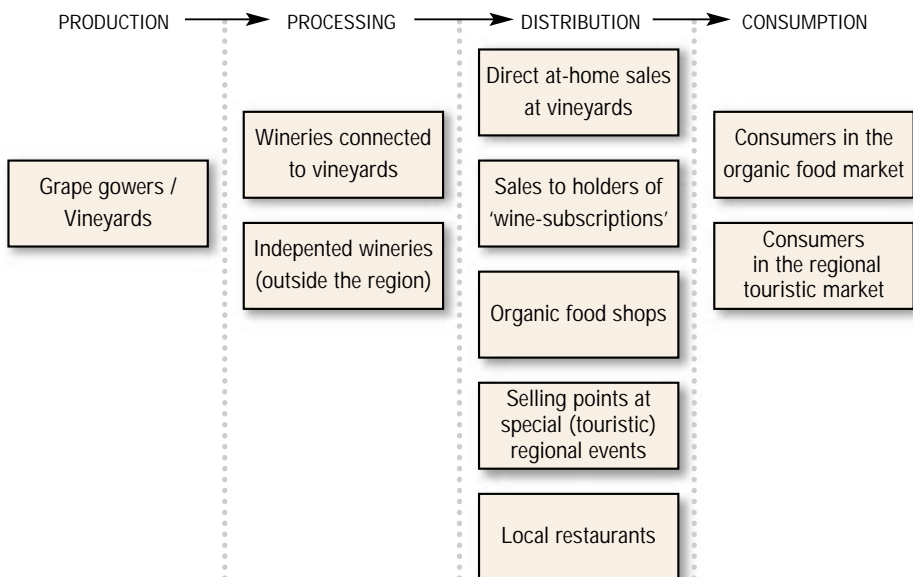 PRODUCTION
PROCESSING
DISTRIBUTION
CONSUMPTION
Grape gowers /
Vineyards
Wineries connected
to vineyards
Indepented wineries
(outside the region)
Direct at-home sales
at vineyards
Sales to holders of
‘wine-subscriptions’
Organic food shops
Selling points at
special (touristic)
regional events
Local restaurants
Consumers in the
organic food market
Consumers
in the regional
touristic market